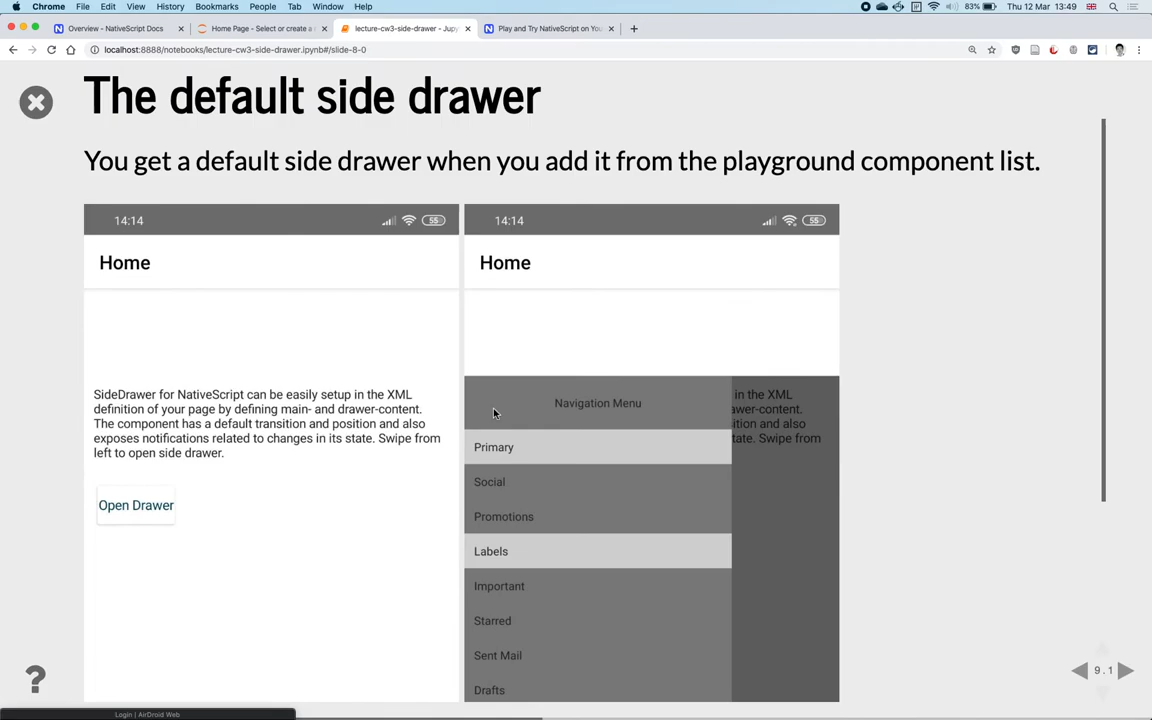 Chrome File Edit View History Bookmarks People Tab Window Help 83% Thu 12 Mar 13:49
Overview - NativeScript Docs Home Page - Select or create a lecture-cw3-side-drawer - Jupy Play and Try NativeScript on You
localhost:8888/notebooks/lecture-cw3-side-drawer.ipynb#/slide-8-0
The default side drawer
You get a default side drawer when you add it from the playground component list.
14:14 55
Home
SideDrawer for NativeScript can be easily setup in the XML
definition of your page by defining main- and drawer-content.
The component has a default transition and position and also
exposes notifications related to changes in its state. Swipe from
left to open side drawer.
Open Drawer
14:14 55
Home
Navigation Menu
in the XML
awer-content.
ition and also
state. Swipe from
Primary
Social
Promotions
Labels
Important
Starred
Sent Mail
Drafts
?
9.1
Login | AirDroid Web